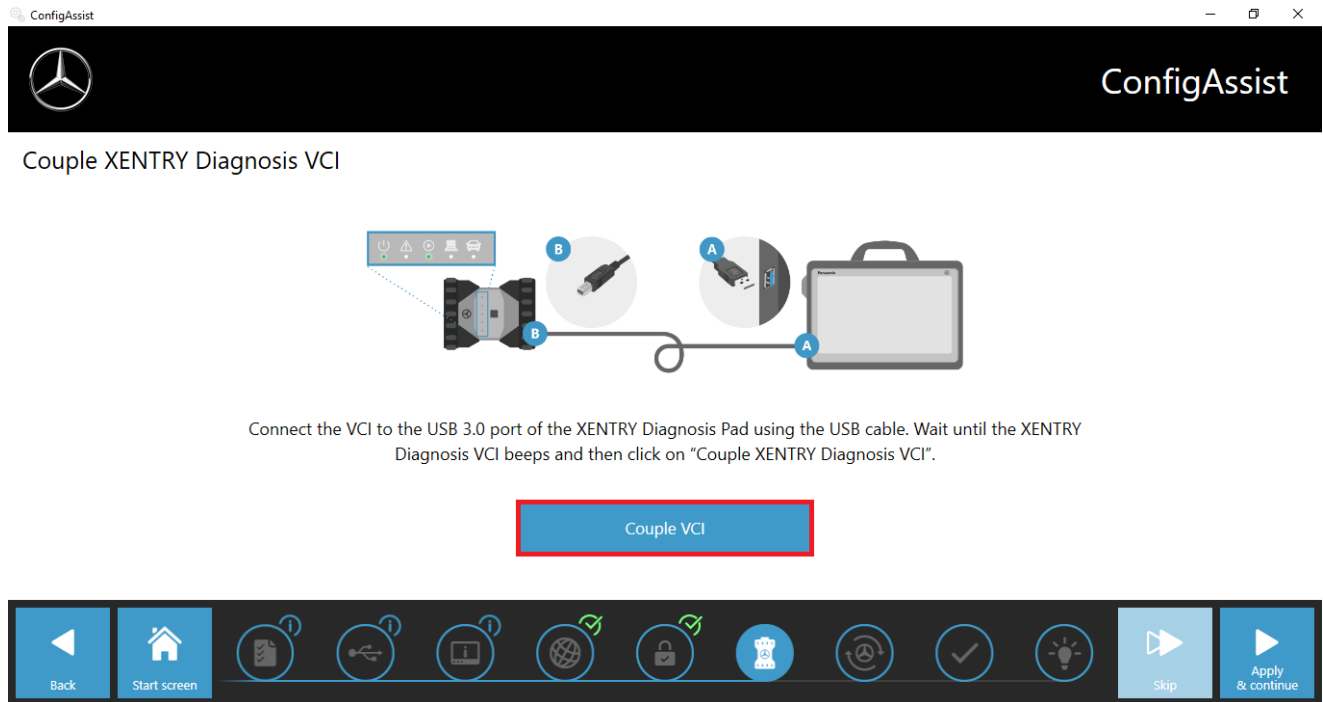 ConfigAssist
ConfigAssist
Couple XENTRY Diagnosis VCI
B
A
Panasonic
B
A
Connect the VCI to the USB 3.0 port of the XENTRY Diagnosis Pad using the USB cable. Wait until the XENTRY
Diagnosis VCI beeps and then click on “Couple XENTRY Diagnosis VCI”.
Couple VCI
Back
Start screen
Skip
Apply
& continue